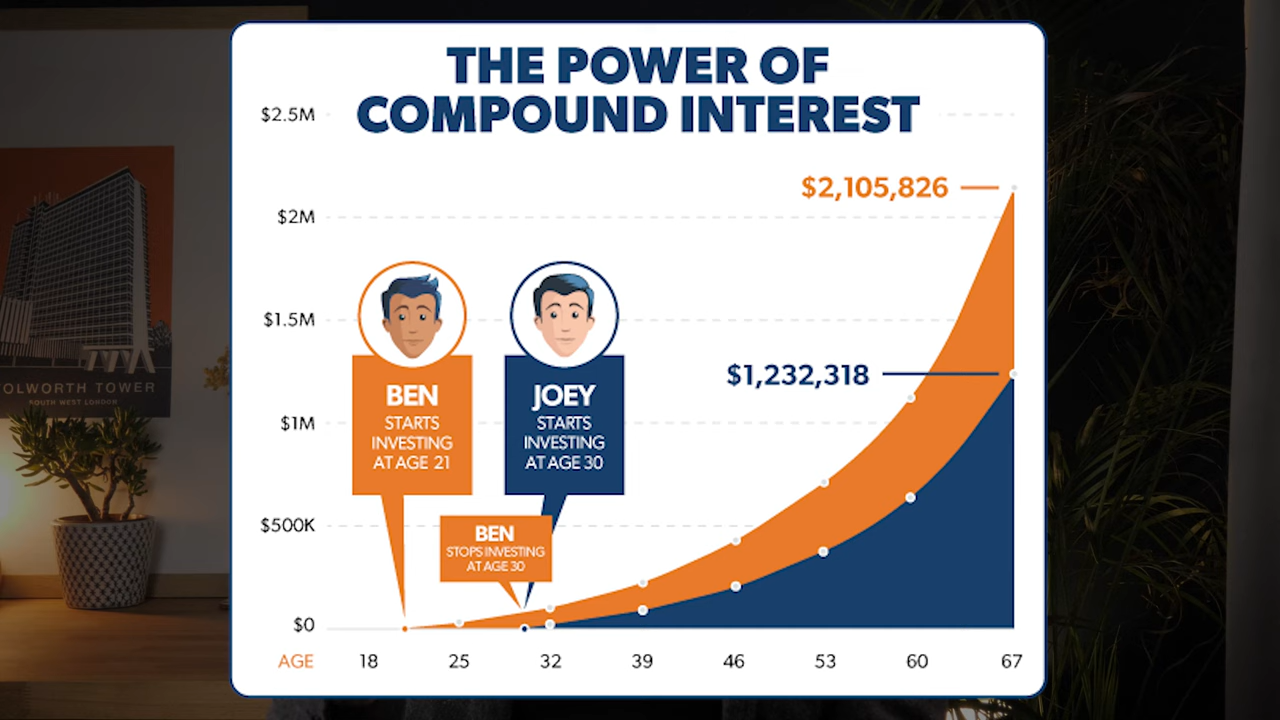 THE POWER OF
COMPOUND INTEREST
$2.5M
$2,105,826
$2M
$1.5M
$1,232,318
$1M
$500K
$0
BEN
STARTS
INVESTING
AT AGE 21
JOEY
STARTS
INVESTING
AT AGE 30
BEN
STOPS INVESTING
AT AGE 30
AGE 18 25 32 39 46 53 60 67
OLWORTH TOWER
SOUTH WEST LONDON